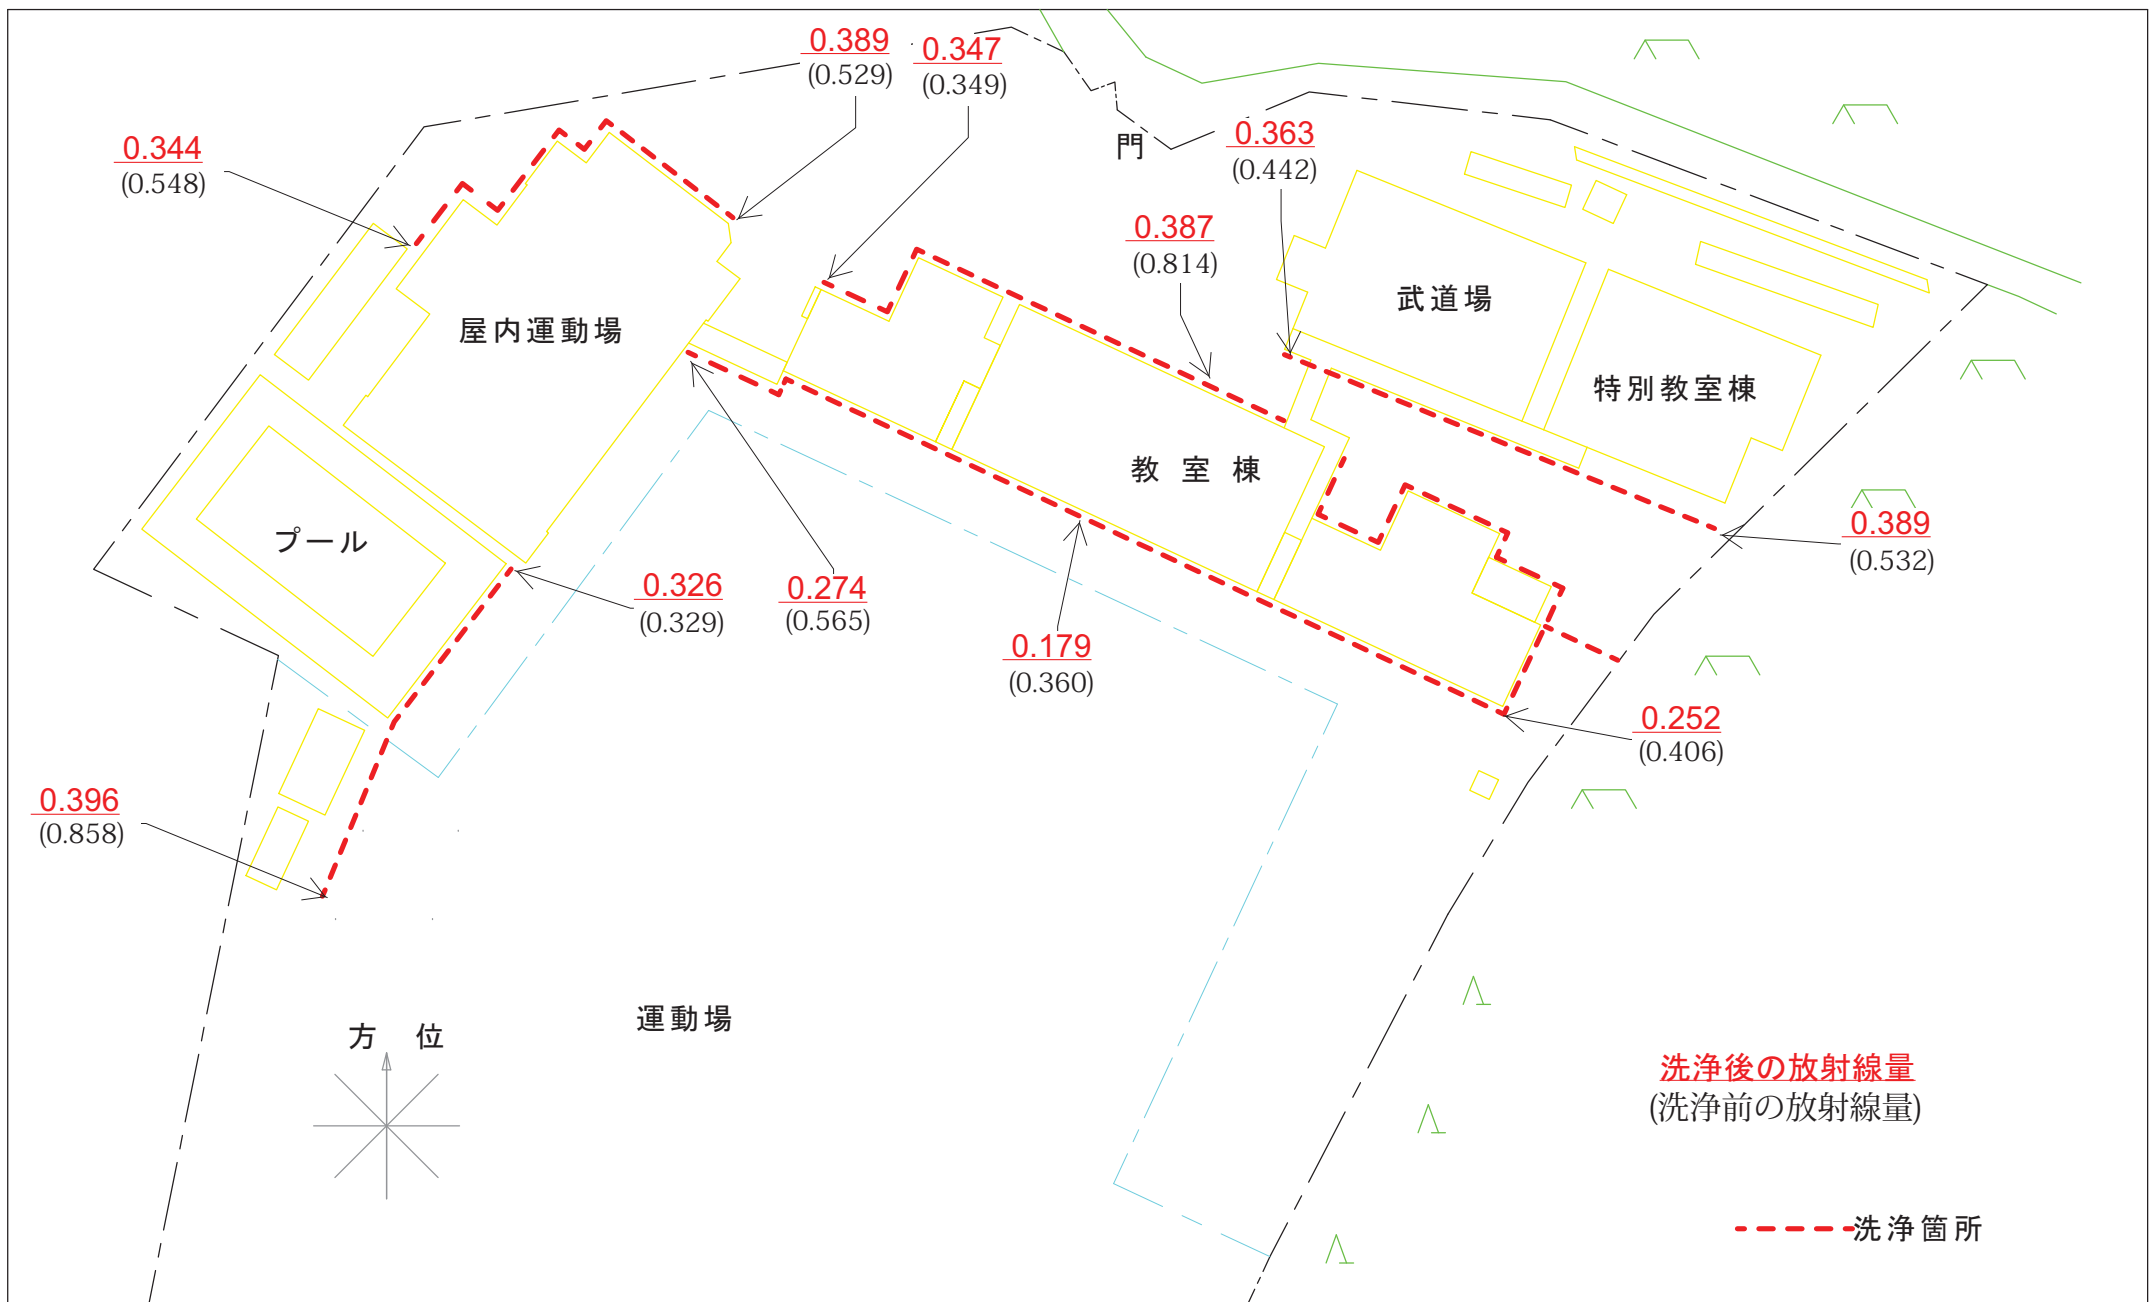 0.389
(0.529)
0.347
(0.349)
0.344
(0.548)
門
0.363
(0.442)
0.387
(0.814)
武道場
屋内運動場
特別教室棟
教 室 棟
プール
0.389
(0.532)
0.326
(0.329)
0.274
(0.565)
0.179
(0.360)
0.252
(0.406)
0.396
(0.858)
運動場
方 位
洗浄後の放射線量
(洗浄前の放射線量)
洗浄箇所